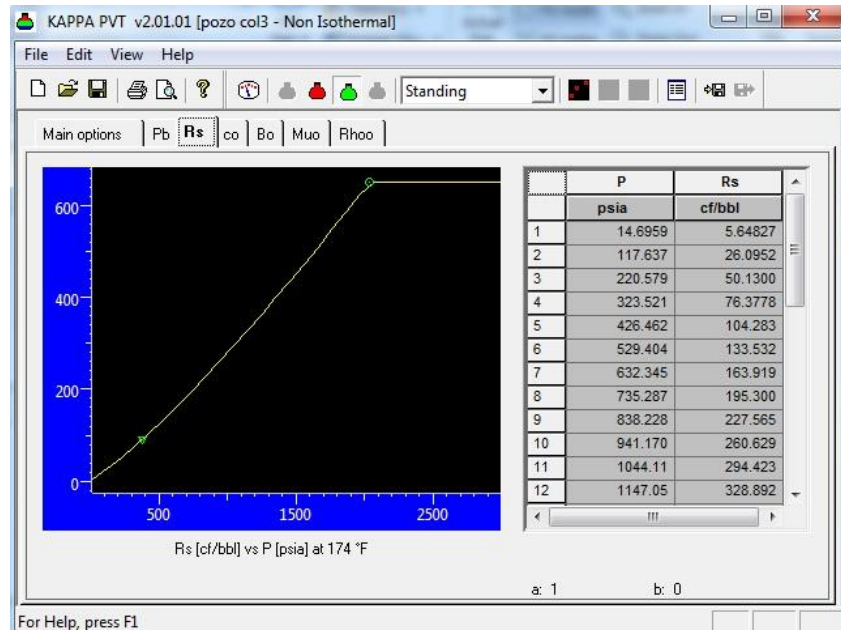 KAPPA PVT v2.01.01 [pozo col3 - Non Isothermal]
File Edit View Help
Standing
Main options Pb Rs co Bo Muo Rhoo
P Rs
psia cf/bbl
1 14.6959 5.64827
2 117.637 26.0952
3 220.579 50.1300
4 323.521 76.3778
5 426.462 104.283
6 529.404 133.532
7 632.345 163.919
8 735.287 195.300
9 838.228 227.565
10 941.170 260.629
11 1044.11 294.423
12 1147.05 328.892
600
400
200
0
500 1500 2500
Rs [cf/bbl] vs P [psia] at 174 °F
a: 1 b: 0
For Help, press F1